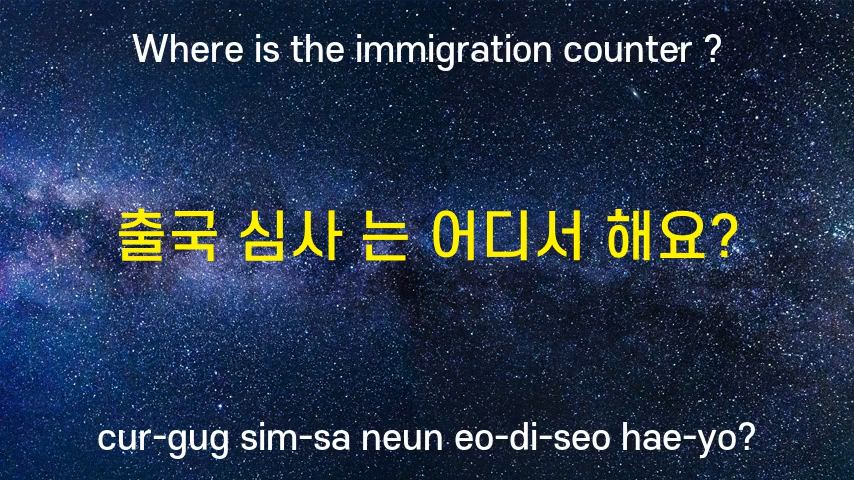 Where is the immigration counter ?
출국 심사 는 어디서 해요?
cur-gug sim-sa neun eo-di-seo hae-yo?